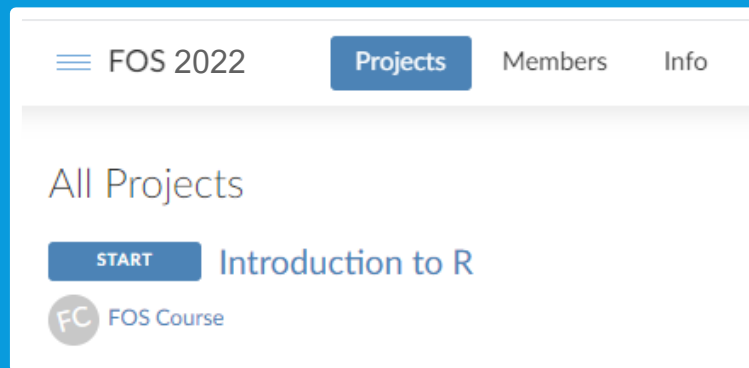 FOS 2022 Projects Members Info
All Projects
START Introduction to R
FC FOS Course